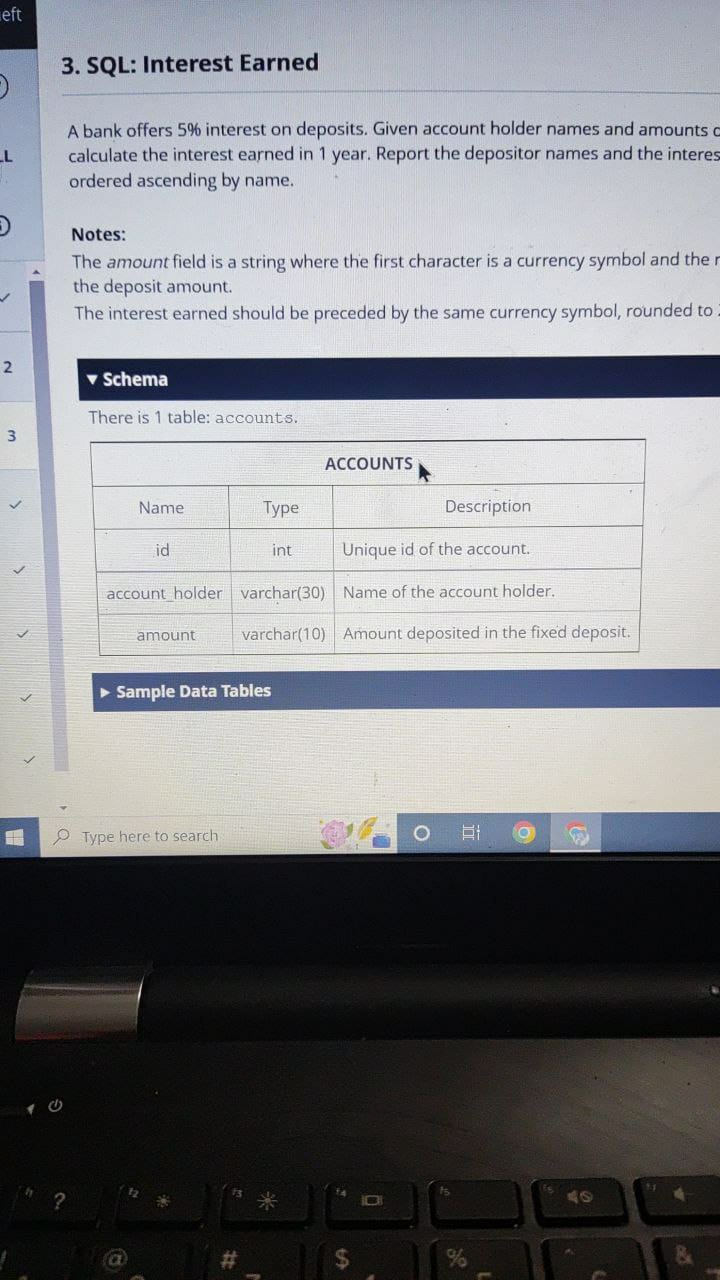 eft
3. SQL: Interest Earned
A bank offers 5% interest on deposits. Given account holder names and amounts
calculate the interest earned in 1 year. Report the depositor names and the
ordered ascending by name.
Notes:
The amount field is a string where the first character is a currency symbol and the
the deposit amount.
The interest earned should be preceded by the same currency symbol, rounded to
2
▼ Schema
There is 1 table: accounts.
3
ACCOUNTS
Name Type Description
id int Unique id of the account.
account_holder varchar(30) Name of the account holder.
amount varchar(10) Amount deposited in the fixed deposit.
▶ Sample Data Tables
Type here to search
?
f2
f3
f4
f5
@
#
$
%
&